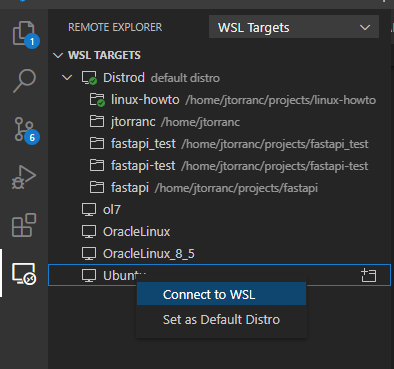 REMOTE EXPLORER WSL Targets
WSL TARGETS
Distrod default distro
linux-howto /home/jtorranc/projects/linux-howto
jtorranc /home/jtorranc
fastapi_test /home/jtorranc/projects/fastapi_test
fastapi-test /home/jtorranc/projects/fastapi-test
fastapi /home/jtorranc/projects/fastapi
ol7
OracleLinux
OracleLinux_8_5
Ubuntu
Connect to WSL
Set as Default Distro
1
6